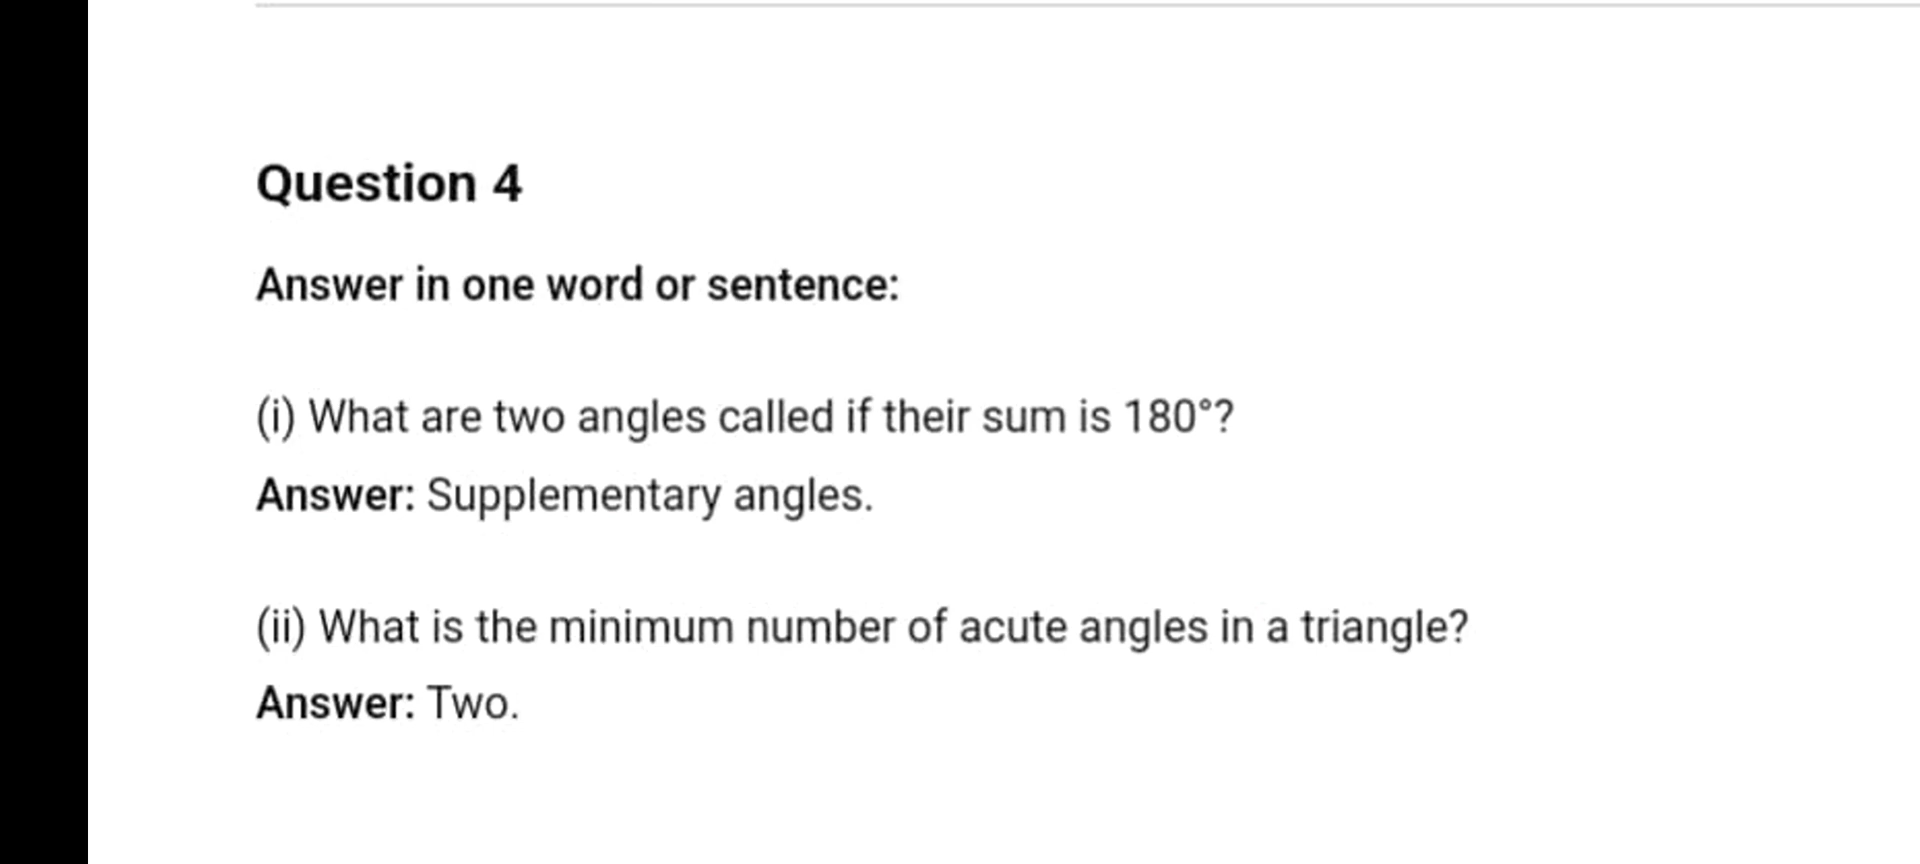 Question 4
Answer in one word or sentence:
(i) What are two angles called if their sum is 180°?
Answer: Supplementary angles.
(ii) What is the minimum number of acute angles in a triangle?
Answer: Two.